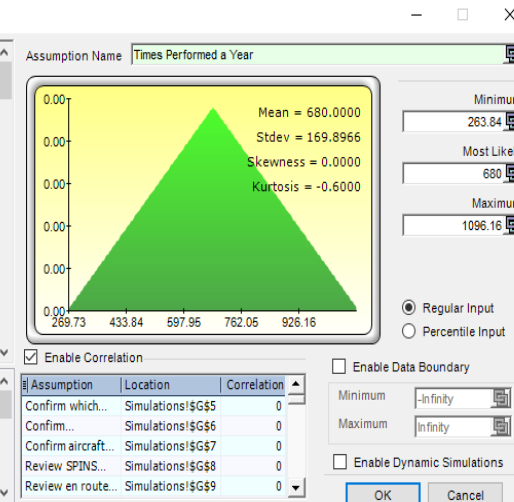 Assumption Name Times Performed a Year
0.00
Mean = 680.0000
0.00
Stdev = 169.8966
Skewness = 0.0000
0.00
Kurtosis = -0.6000
0.00
0.00
0.00
269.73 433.84 597.95 762.05 926.16
Minimum
263.84
Most Like
680
Maximum
1096.16
Regular Input
Percentile Input
Enable Correlation
Assumption Location Correlation
Confirm which... Simulations!$G$5 0
Confirm... Simulations!$G$6 0
Confirm aircraft... Simulations!$G$7 0
Review SPINS... Simulations!$G$8 0
Review en route... Simulations!$G$9 0
Enable Data Boundary
Minimum -Infinity
Maximum Infinity
Enable Dynamic Simulations
OK Cancel